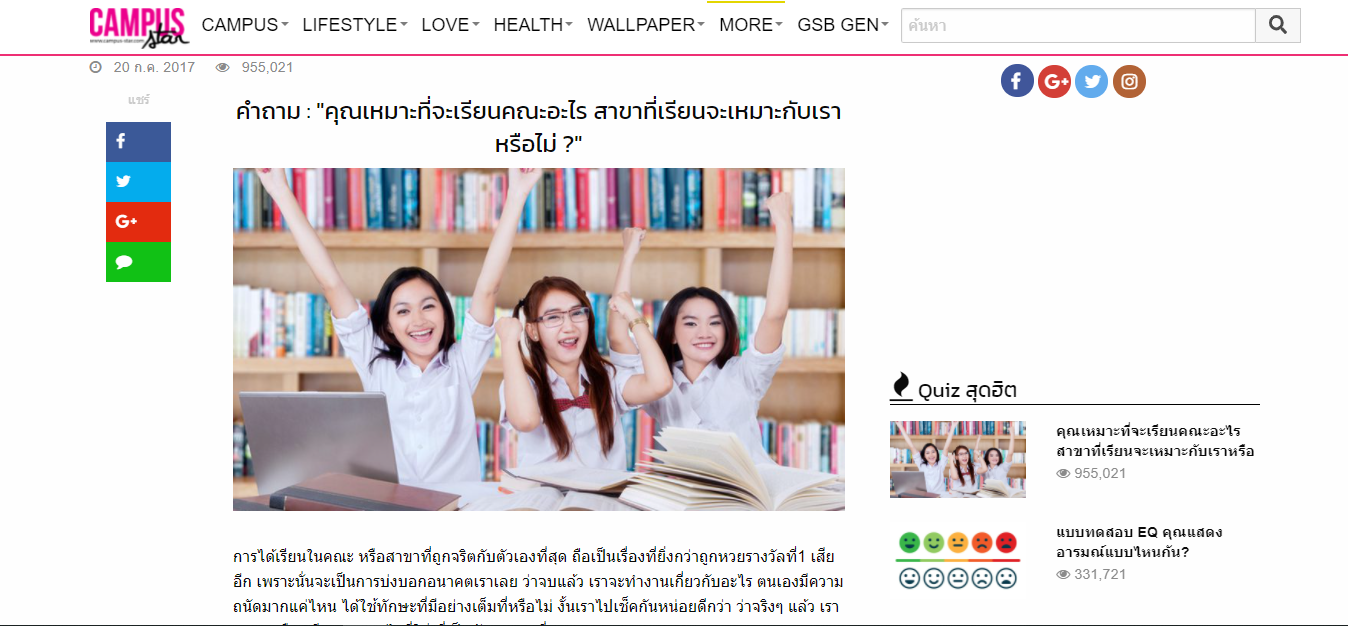 CAMPUS
star
www.campus-star.com
CAMPUS LIFESTYLE LOVE HEALTH WALLPAPER MORE GSB GEN
ค้นหา
20 ก.ค. 2017 955,021
แชร์
คำถาม : "คุณเหมาะที่จะเรียนคณะอะไร สาขาที่เรียนจะเหมาะกับเรา
หรือไม่ ?"
การได้เรียนในคณะ หรือสาขาที่ถูกจริตกับตัวเองที่สุด ถือเป็นเรื่องที่ยิ่งกว่าถูกหวยรางวัลที่1 เสีย
อีก เพราะนั่นจะเป็นการบ่งบอกอนาคตเราเลย ว่าจบแล้ว เราจะทำงานเกี่ยวกับอะไร ตนเองมีความ
ถนัดมากแค่ไหน ได้ใช้ทักษะที่มีอย่างเต็มที่หรือไม่ งั้นเราไปเช็คกันหน่อยดีกว่า ว่าจริงๆ แล้ว เรา
Quiz สุดฮิต
คุณเหมาะที่จะเรียนคณะอะไร
สาขาที่เรียนจะเหมาะกับเราหรือ
955,021
แบบทดสอบ EQ คุณแสดง
อารมณ์แบบไหนกัน?
331,721